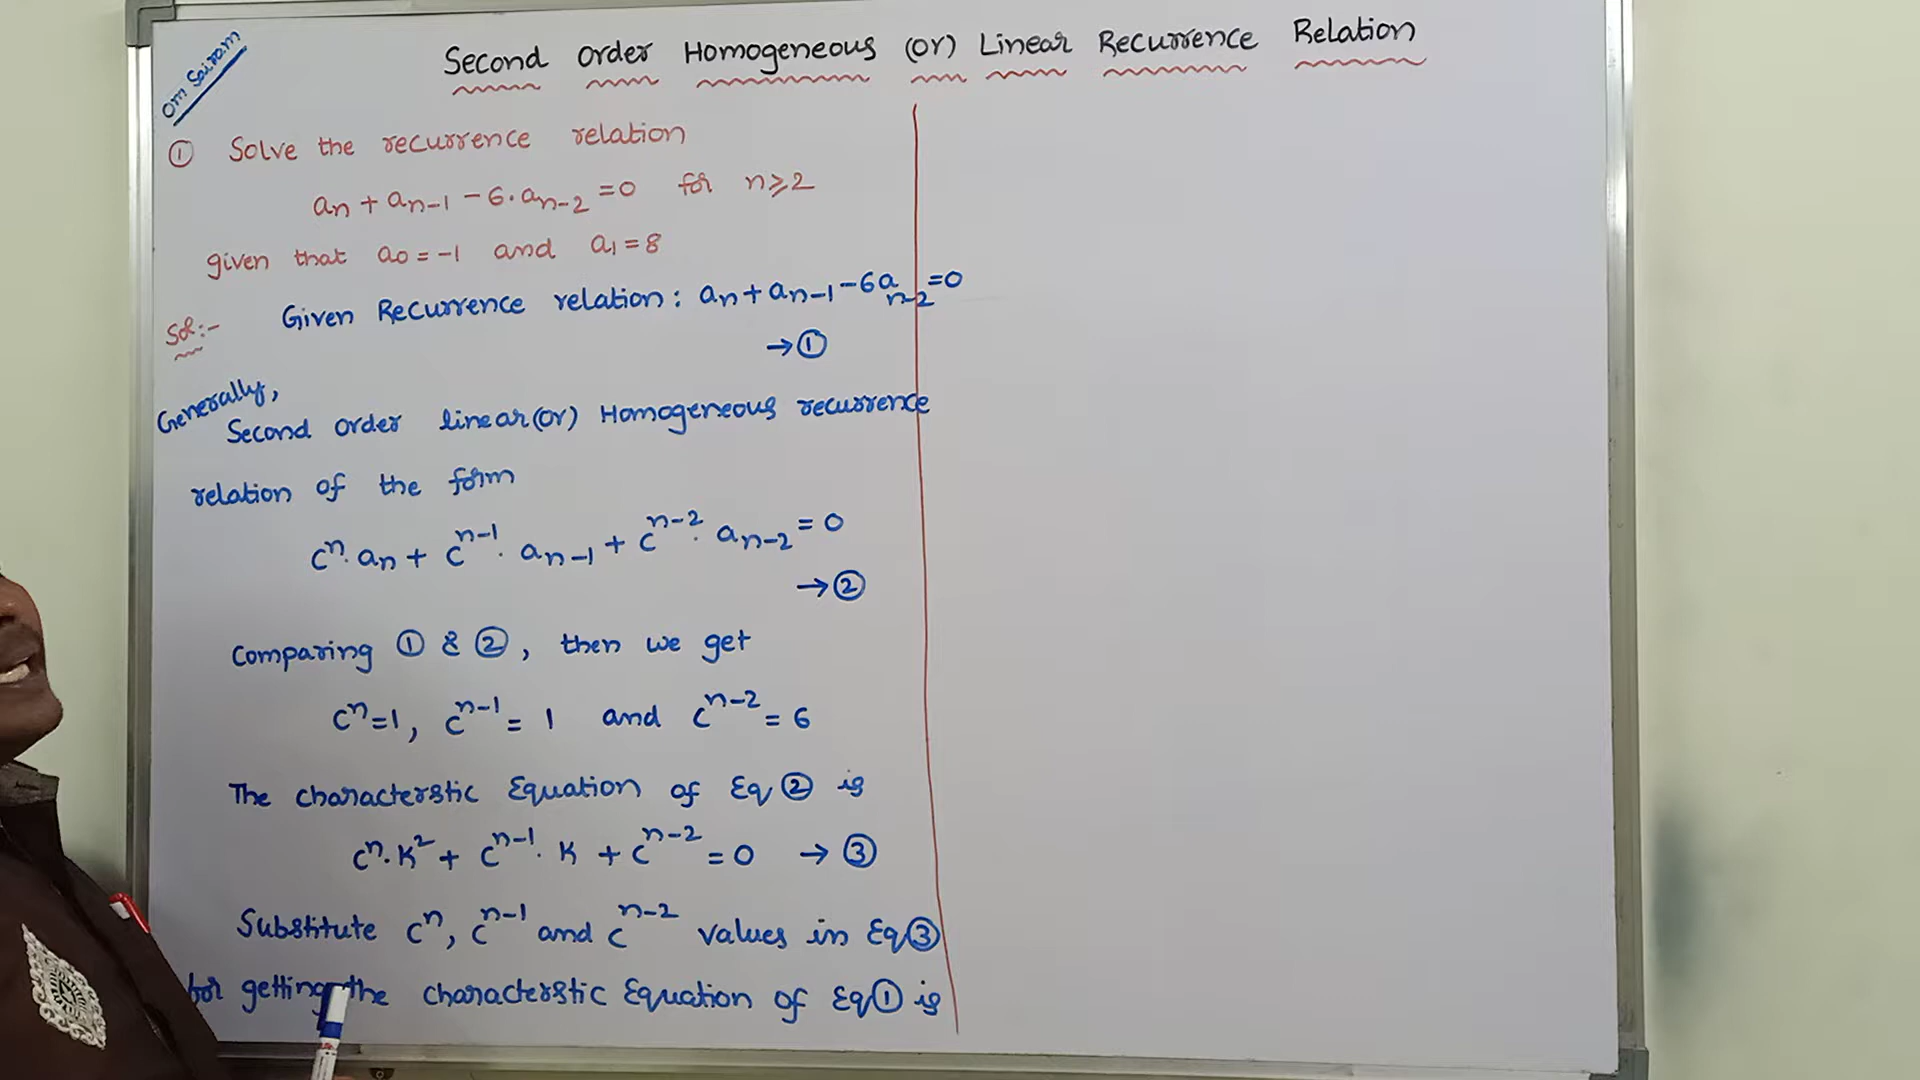 Om Sairam
Second Order Homogeneous (or) Linear Recurrence Relation
① Solve the recurrence relation
aₙ + aₙ₋₁ - 6·aₙ₋₂ = 0 for n ≥ 2
given that a₀ = -1 and a₁ = 8
Sol:- Given Recurrence relation: aₙ + aₙ₋₁ - 6aₙ₋₂ = 0
→ ①
Generally,
Second order linear (or) Homogeneous recurrence
relation of the form
cⁿ·aₙ + cⁿ⁻¹·aₙ₋₁ + cⁿ⁻²·aₙ₋₂ = 0
→ ②
Comparing ① & ②, then we get
cⁿ = 1, cⁿ⁻¹ = 1 and cⁿ⁻² = 6
The characterstic Equation of Eq ② is
cⁿ·K² + cⁿ⁻¹·K + cⁿ⁻² = 0 → ③
Substitute cⁿ, cⁿ⁻¹ and cⁿ⁻² values in Eq ③
for getting the characterstic Equation of Eq ① is